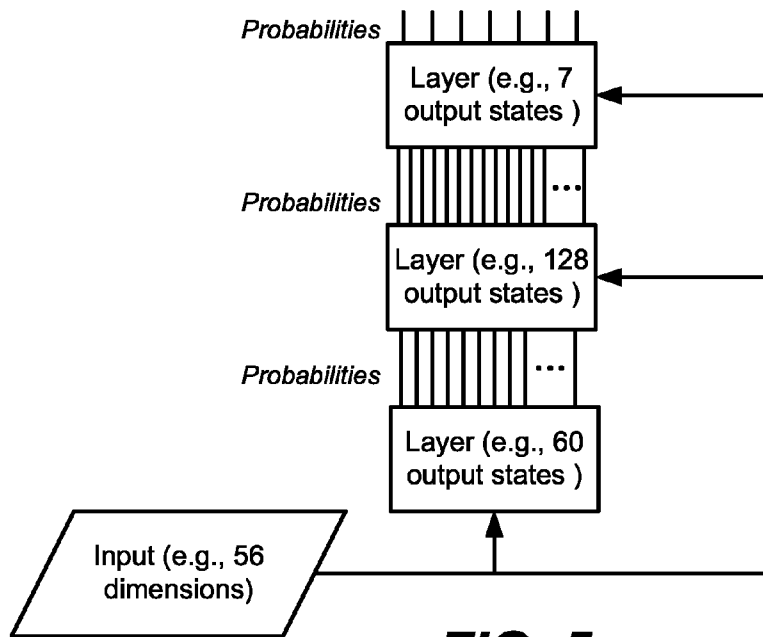 Probabilities
Layer (e.g., 7
output states )
Probabilities
...
Layer (e.g., 128
output states )
Probabilities
...
Layer (e.g., 60
output states )
Input (e.g., 56
dimensions)